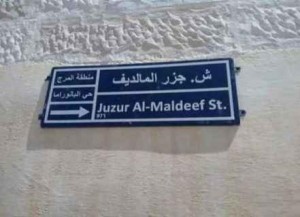 ش. جزر المالديف
منطقة المرج
حي البانوراما
Juzur Al-Maldeef St.
971